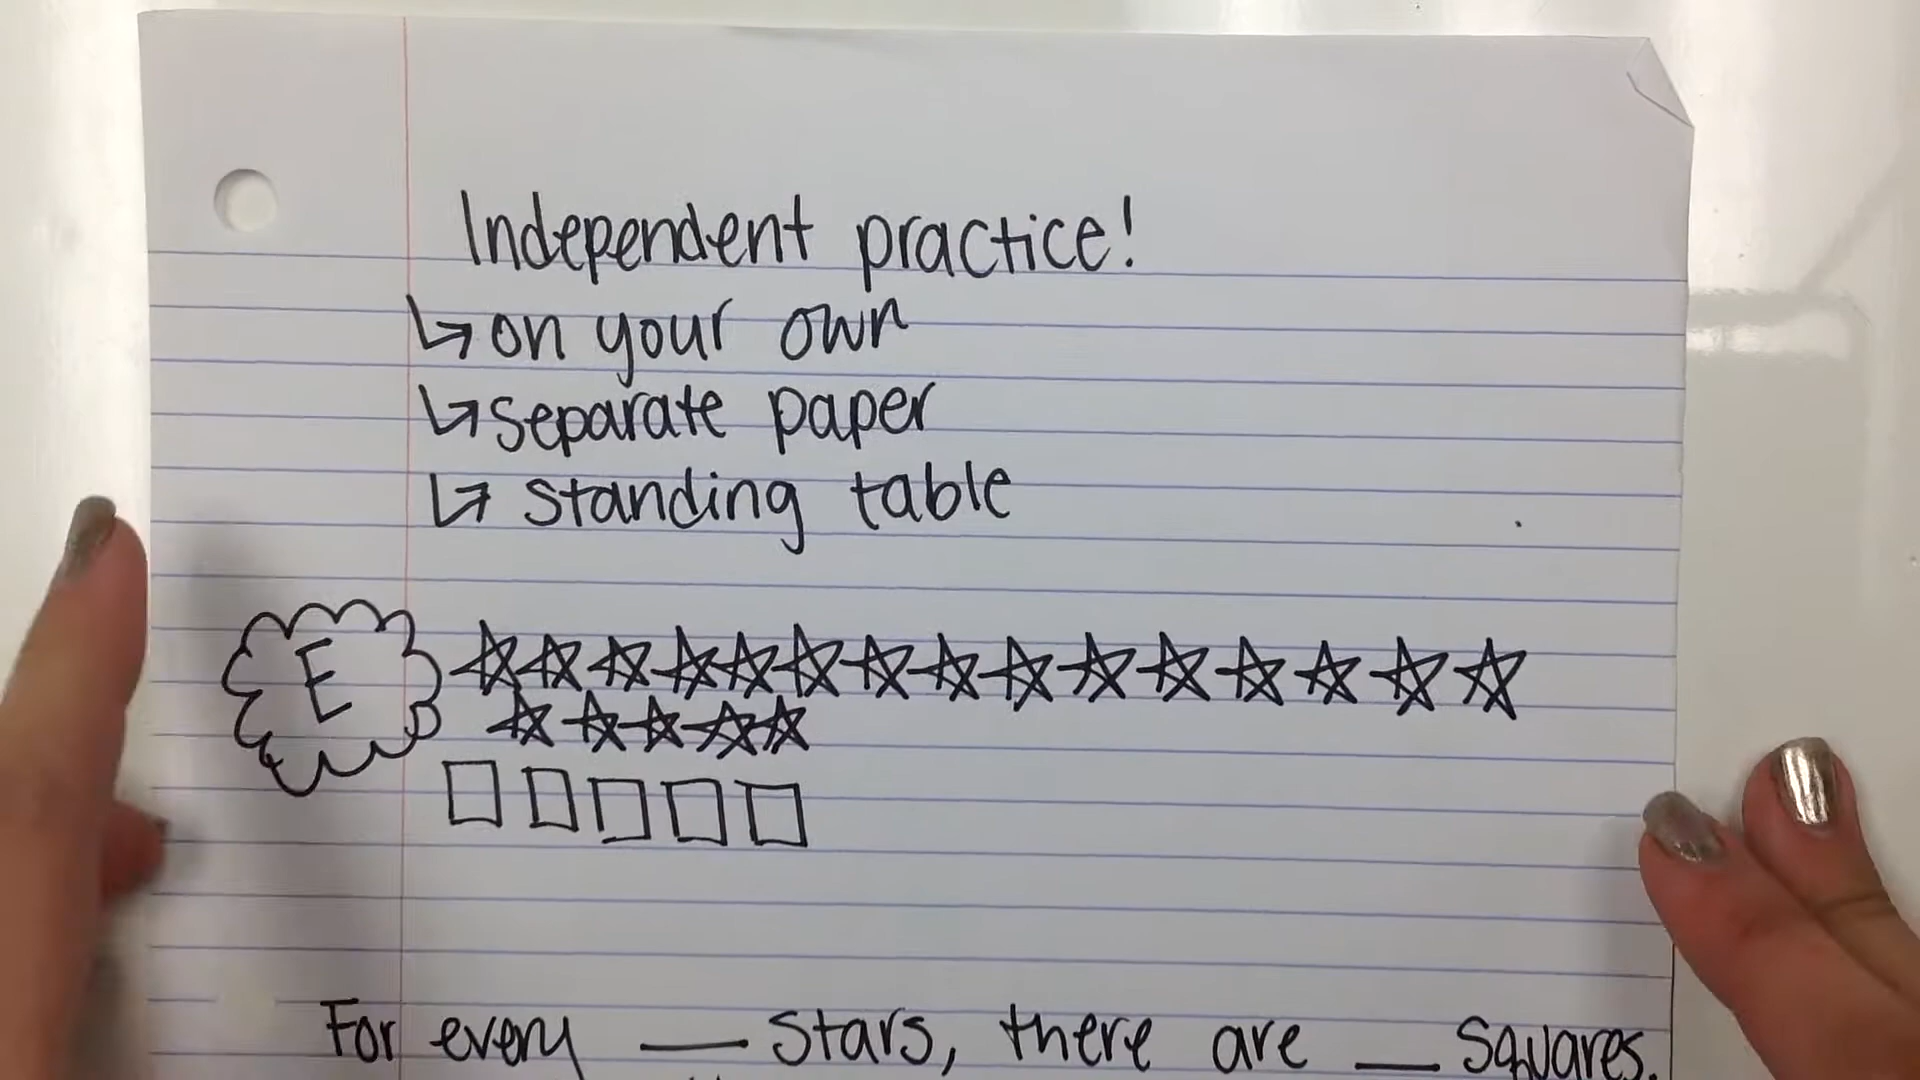 Independent practice!
↳ on your own
↳ separate paper
↳ standing table
E
For every ___ stars, there are ___ squares.